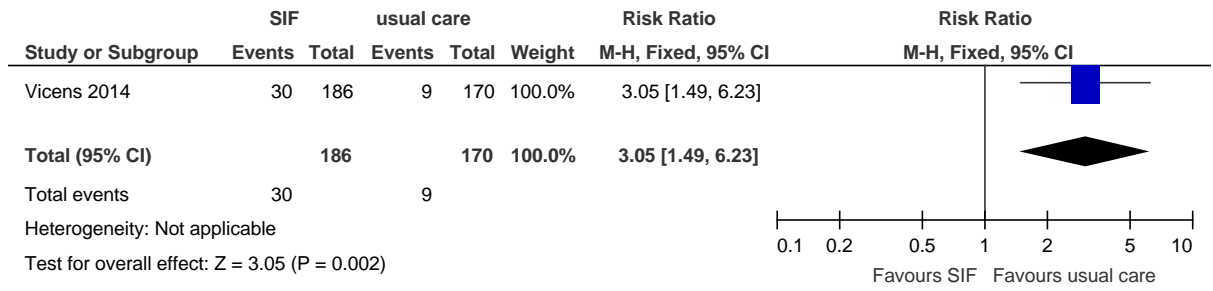 SIF usual care Risk Ratio Risk Ratio
Study or Subgroup Events Total Events Total Weight M-H, Fixed, 95% CI M-H, Fixed, 95% CI
Vicens 2014 30 186 9 170 100.0% 3.05 [1.49, 6.23]
Total (95% CI) 186 170 100.0% 3.05 [1.49, 6.23]
Total events 30 9
Heterogeneity: Not applicable
Test for overall effect: Z = 3.05 (P = 0.002)
0.1 0.2 0.5 1 2 5 10
Favours SIF Favours usual care